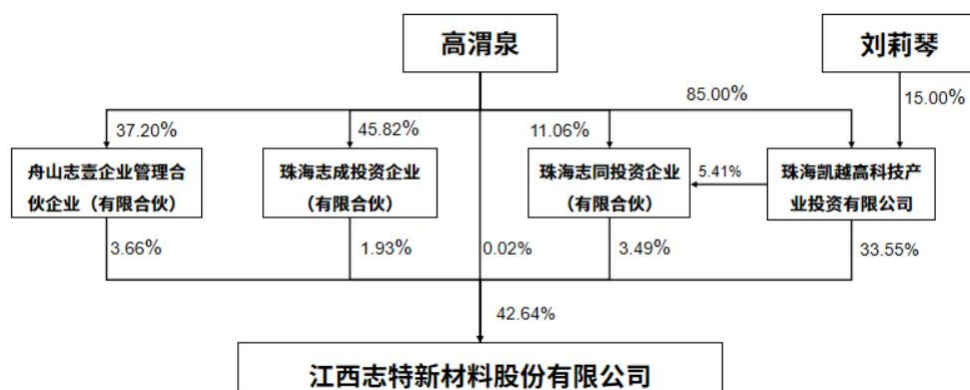 高渭泉
刘莉琴
85.00%
15.00%
37.20%
45.82%
11.06%
舟山志壹企业管理合
伙企业（有限合伙）
珠海志成投资企业
（有限合伙）
珠海志同投资企业
（有限合伙）
5.41%
珠海凯越高科技产
业投资有限公司
3.66%
1.93%
0.02%
3.49%
33.55%
42.64%
江西志特新材料股份有限公司